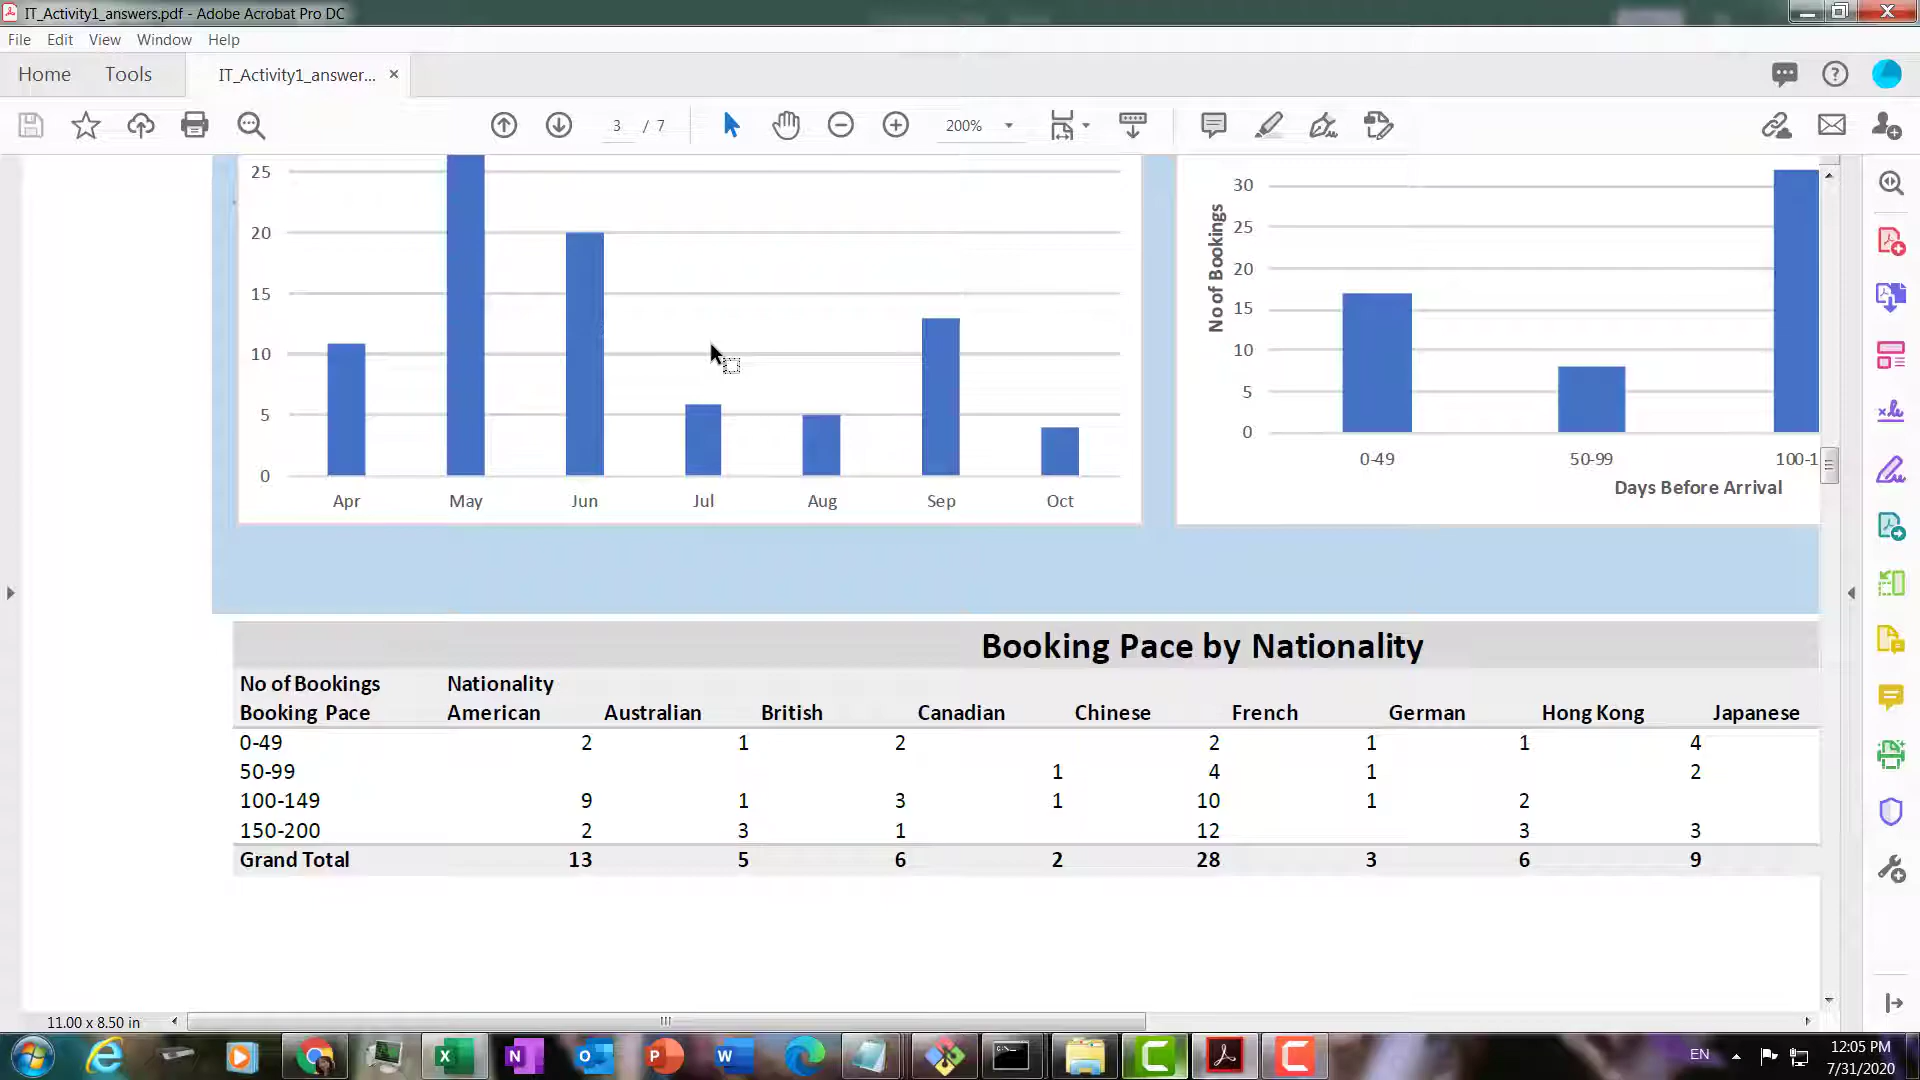 IT_Activity1_answers.pdf - Adobe Acrobat Pro DC
File Edit View Window Help
Home Tools IT_Activity1_answer... ×
3 / 7 200%
25
20
15
10
5
0
Apr May Jun Jul Aug Sep Oct
No of Bookings
30
25
20
15
10
5
0
0-49 50-99 100-1
Days Before Arrival
Booking Pace by Nationality
No of Bookings Nationality
Booking Pace American Australian British Canadian Chinese French German Hong Kong Japanese
0-49 2 1 2 2 1 1 4
50-99 1 4 1 2
100-149 9 1 3 1 10 1 2
150-200 2 3 1 12 3 3
Grand Total 13 5 6 2 28 3 6 9
11.00 x 8.50 in
EN 12:05 PM
7/31/2020